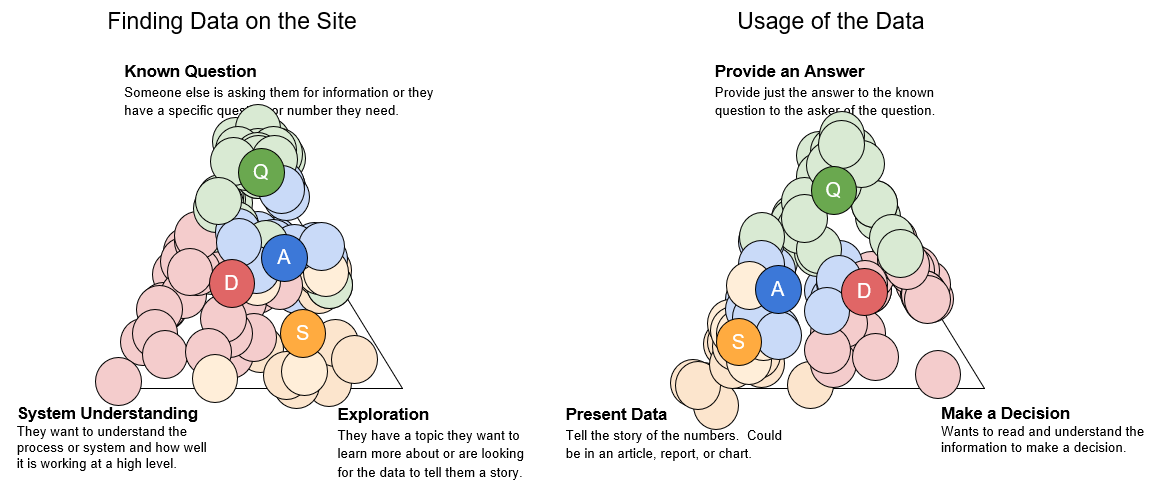 Finding Data on the Site
Usage of the Data
Known Question
Someone else is asking them for information or they
have a specific or number they need.
Provide an Answer
Provide just the answer to the known
question to the asker of the question.
Q
A
D
S
Q
A
D
S
System Understanding
They want to understand the
process or system and how well
it is working at a high level.
Exploration
They have a topic they want to
learn more about or are looking
for the data to tell them a story.
Present Data
Tell the story of the numbers.  Could
be in an article, report, or chart.
Make a Decision
Wants to read and understand the
information to make a decision.